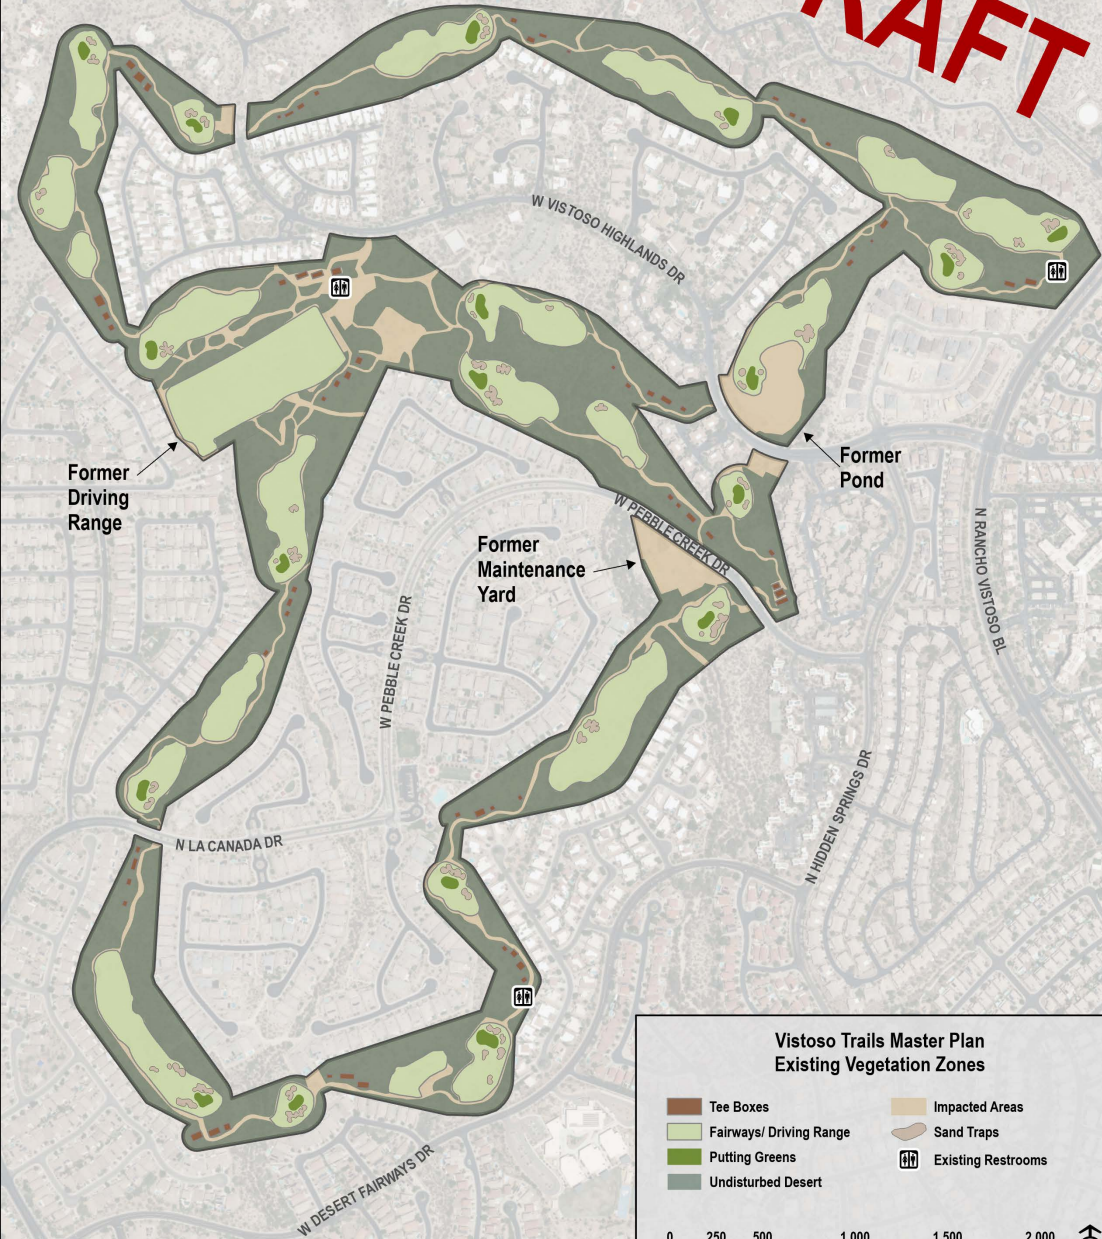 RAFT
W VISTOSO HIGHLANDS DR
Former
Driving
Range
Former
Pond
W PEBBLE CREEK DR
Former
Maintenance
Yard
N RANCHO VISTOSO BL
W PEBBLE CREEK DR
N HIDDEN SPRINGS DR
N LA CANADA DR
W DESERT FAIRWAYS DR
Vistoso Trails Master Plan
Existing Vegetation Zones
Tee Boxes
Impacted Areas
Fairways/ Driving Range
Sand Traps
Putting Greens
Existing Restrooms
Undisturbed Desert
0 250 500 1,000 1,500 2,000